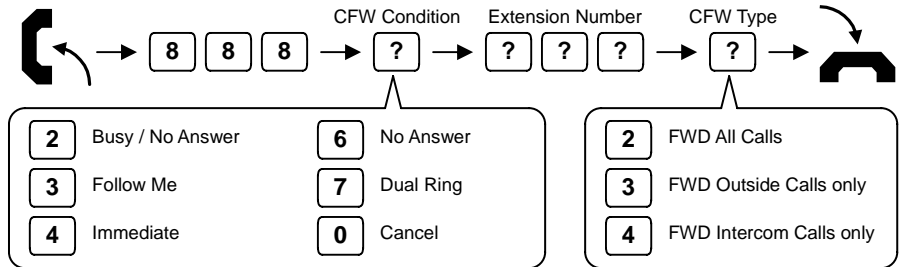 CFW Condition Extension Number CFW Type
8 8 8 ? ? ? ? ?
2 Busy / No Answer 6 No Answer 2 FWD All Calls
3 Follow Me 7 Dual Ring 3 FWD Outside Calls only
4 Immediate 0 Cancel 4 FWD Intercom Calls only